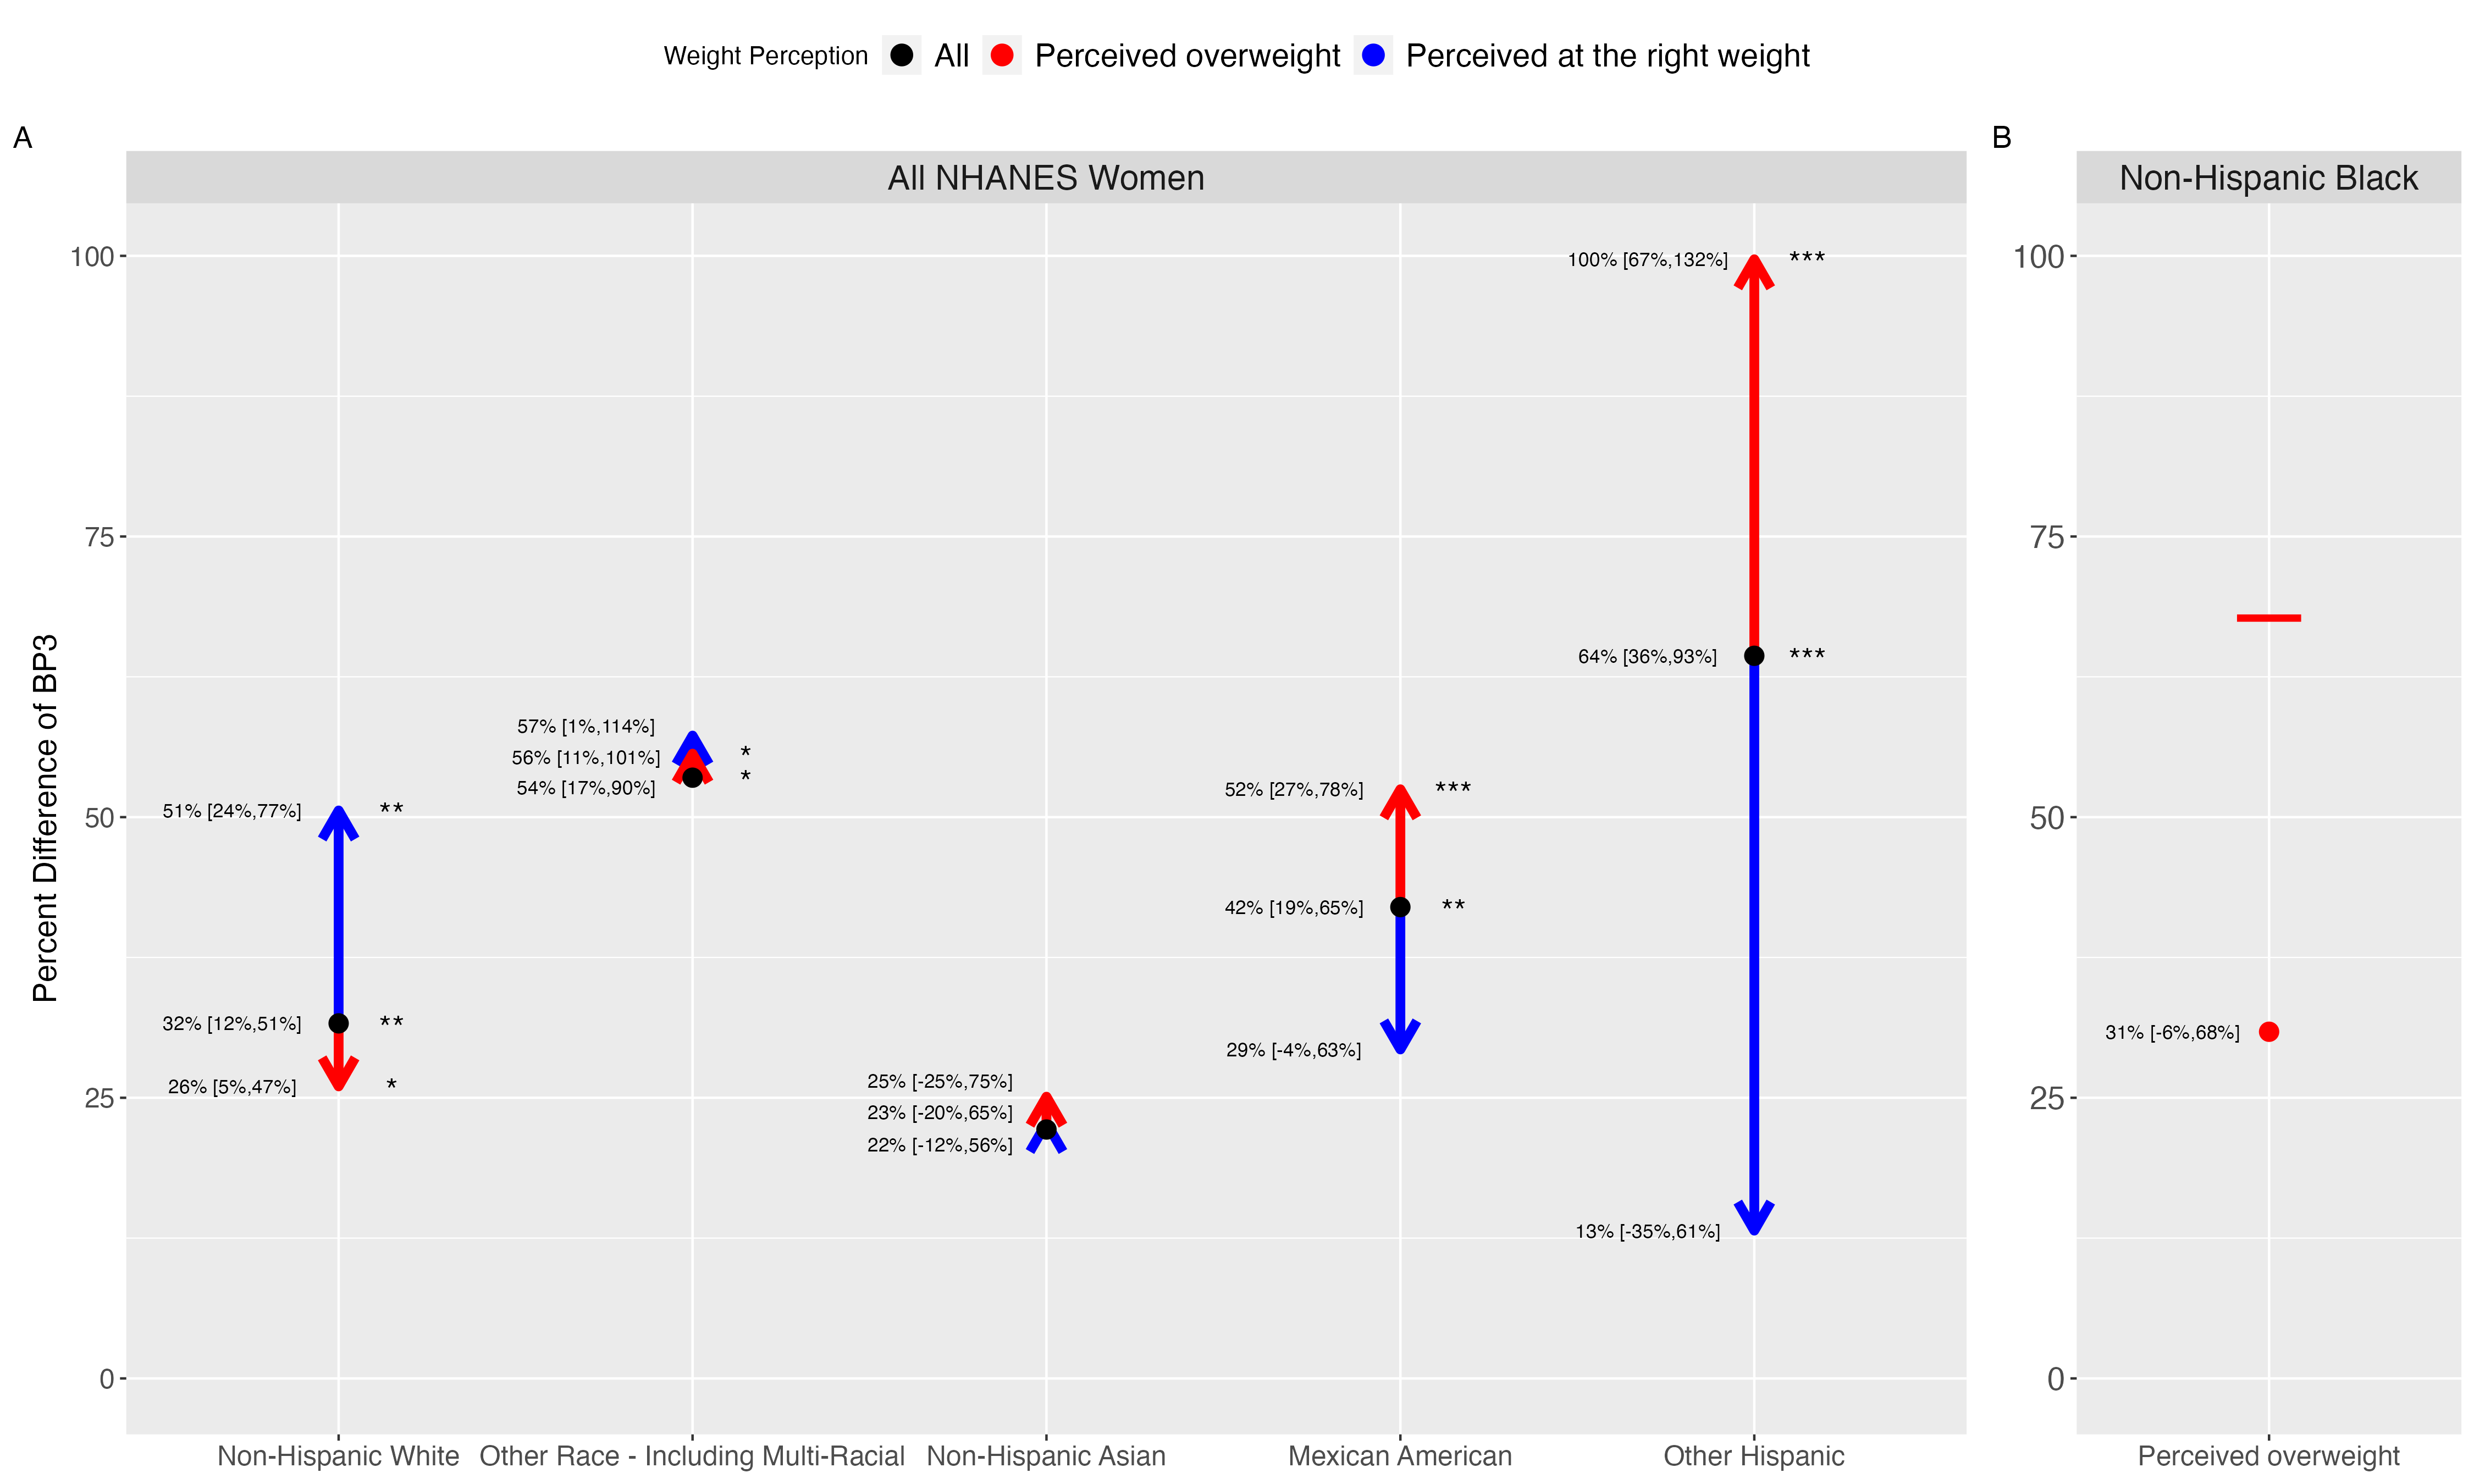 Weight Perception All Perceived overweight Perceived at the right weight
A
B
All NHANES Women
Non-Hispanic Black
Percent Difference of BP3
100
75
50
25
0
51% [24%,77%] **
32% [12%,51%] **
26% [5%,47%] *
57% [1%,114%]
*
56% [11%,101%]
*
54% [17%,90%]
25% [-25%,75%]
23% [-20%,65%]
22% [-12%,56%]
52% [27%,78%] ***
42% [19%,65%] **
29% [-4%,63%]
100% [67%,132%] ***
64% [36%,93%] ***
13% [-35%,61%]
Non-Hispanic White Other Race - Including Multi-Racial Non-Hispanic Asian Mexican American Other Hispanic
100
75
50
25
0
31% [-6%,68%]
Perceived overweight